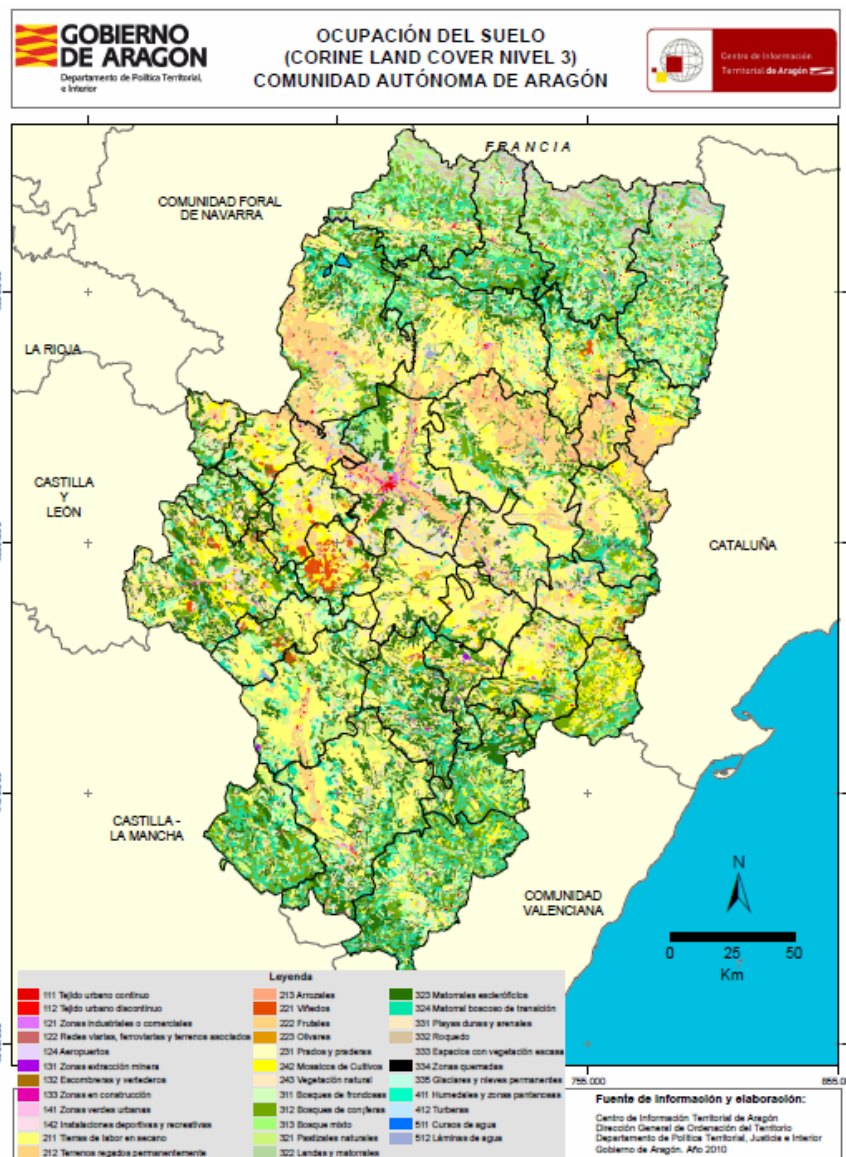 GOBIERNO
DE ARAGON
Departamento de Política Territorial,
e Interior
OCUPACIÓN DEL SUELO
(CORINE LAND COVER NIVEL 3)
COMUNIDAD AUTÓNOMA DE ARAGÓN
Centro de Información
Territorial de Aragón
FRANCIA
COMUNIDAD FORAL
DE NAVARRA
LA RIOJA
CASTILLA
Y
LEÓN
CATALUÑA
CASTILLA -
LA MANCHA
COMUNIDAD
VALENCIANA
N
0 25 50
Km
Leyenda
111 Tejido urbano continuo
112 Tejido urbano discontinuo
121 Zonas industriales o comerciales
122 Redes viarias, ferroviarias y terrenos asociados
124 Aeropuertos
131 Zonas extracción minera
132 Escombreras y vertederos
133 Zonas en construcción
141 Zonas verdes urbanas
142 Instalaciones deportivas y recreativas
211 Tierras de labor en secano
212 Terrenos regados permanentemente
213 Arrozales
221 Viñedos
222 Frutales
223 Olivares
231 Prados y praderas
242 Mosaicos de Cultivos
243 Vegetación natural
311 Bosques de frondosas
312 Bosques de coníferas
313 Bosque mixto
321 Pastizales naturales
322 Landas y matorrales
323 Matorrales esclerófilos
324 Matorral boscoso de transición
331 Playas dunas y arenales
332 Roquedo
333 Espacios con vegetación escasa
334 Zonas quemadas
335 Glaciares y nieves permanentes
411 Humedales y zonas pantanosas
412 Turberas
511 Cursos de agua
512 Láminas de agua
755.000
Fuente de información y elaboración:
Centro de Información Territorial de Aragón
Dirección General de Ordenación del Territorio
Departamento de Política Territorial, Justicia e Interior
Gobierno de Aragón. Año 2010